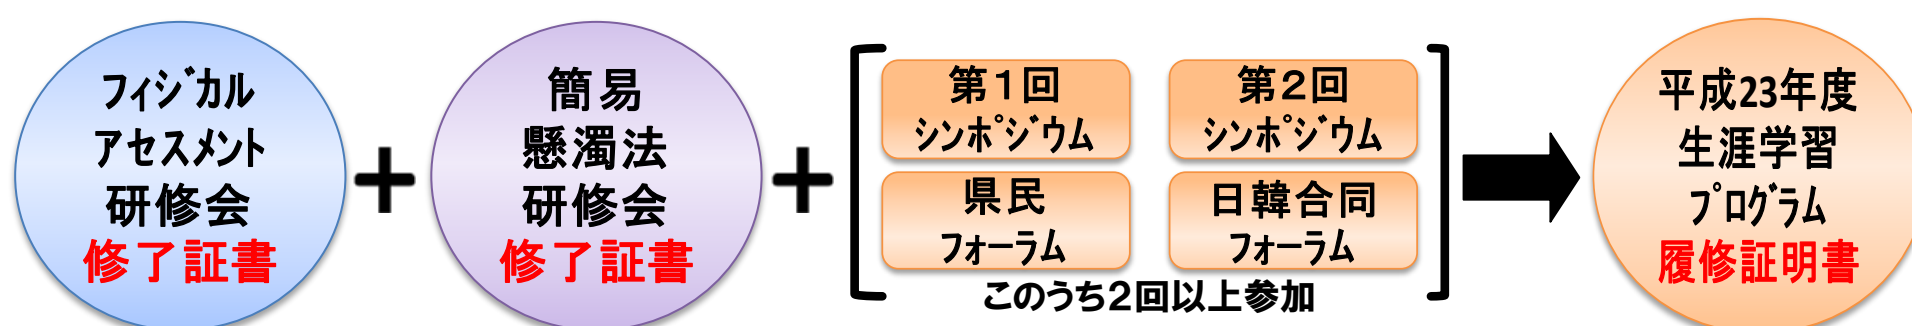 フィジカル
アセスメント
研修会
修了証書
+
簡易
懸濁法
研修会
修了証書
+
第1回
シンポジウム
第2回
シンポジウム
県民
フォーラム
日韓合同
フォーラム
このうち2回以上参加
平成23年度
生涯学習
プログラム
履修証明書